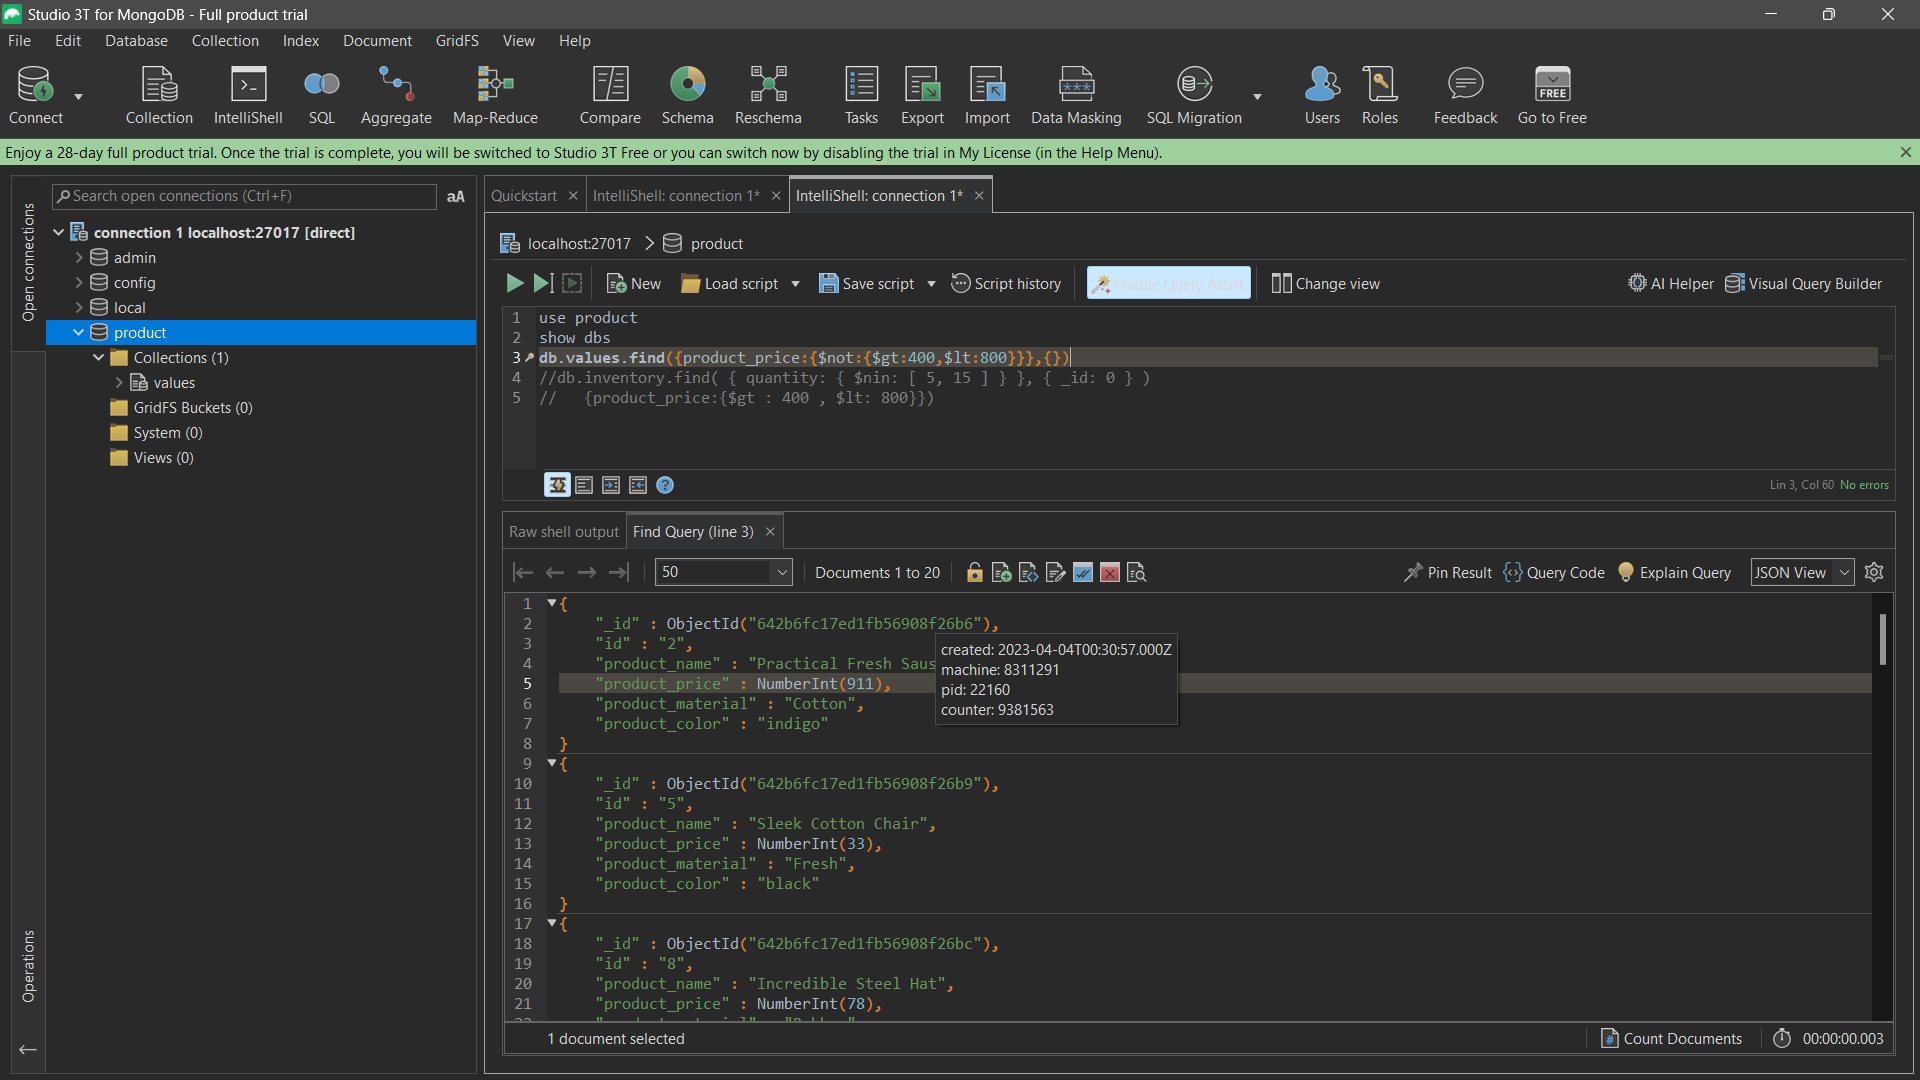 Studio 3T for MongoDB - Full product trial
File Edit Database Collection Index Document GridFS View Help
Connect Collection IntelliShell SQL Aggregate Map-Reduce Compare Schema Reschema Tasks Export Import Data Masking SQL Migration Users Roles Feedback FREE Go to Free
Enjoy a 28-day full product trial. Once the trial is complete, you will be switched to Studio 3T Free or you can switch now by disabling the trial in My License (in the Help Menu).
Open connections
Search open connections (Ctrl+F) aA
connection 1 localhost:27017 [direct]
admin
config
local
product
Collections (1)
values
GridFS Buckets (0)
System (0)
Views (0)
Operations
Quickstart IntelliShell: connection 1* IntelliShell: connection 1*
localhost:27017 product
New Load script Save script Script history Enable Query Assist Change view AI Helper Visual Query Builder
1 use product
2 show dbs
3 db.values.find({product_price:{$not:{$gt:400,$lt:800}}},{})
4 //db.inventory.find( { quantity: { $nin: [ 5, 15 ] } }, { _id: 0 } )
5 // {product_price:{$gt : 400 , $lt: 800}})
Lin 3, Col 60 No errors
Raw shell output Find Query (line 3)
50 Documents 1 to 20 Pin Result Query Code Explain Query JSON View
1 {
2 "_id" : ObjectId("642b6fc17ed1fb56908f26b6"),
3 "id" : "2",
4 "product_name" : "Practical Fresh Saus
5 "product_price" : NumberInt(911),
6 "product_material" : "Cotton",
7 "product_color" : "indigo"
8 }
created: 2023-04-04T00:30:57.000Z
machine: 8311291
pid: 22160
counter: 9381563
9 {
10 "_id" : ObjectId("642b6fc17ed1fb56908f26b9"),
11 "id" : "5",
12 "product_name" : "Sleek Cotton Chair",
13 "product_price" : NumberInt(33),
14 "product_material" : "Fresh",
15 "product_color" : "black"
16 }
17 {
18 "_id" : ObjectId("642b6fc17ed1fb56908f26bc"),
19 "id" : "8",
20 "product_name" : "Incredible Steel Hat",
21 "product_price" : NumberInt(78),
1 document selected Count Documents 00:00:00.003